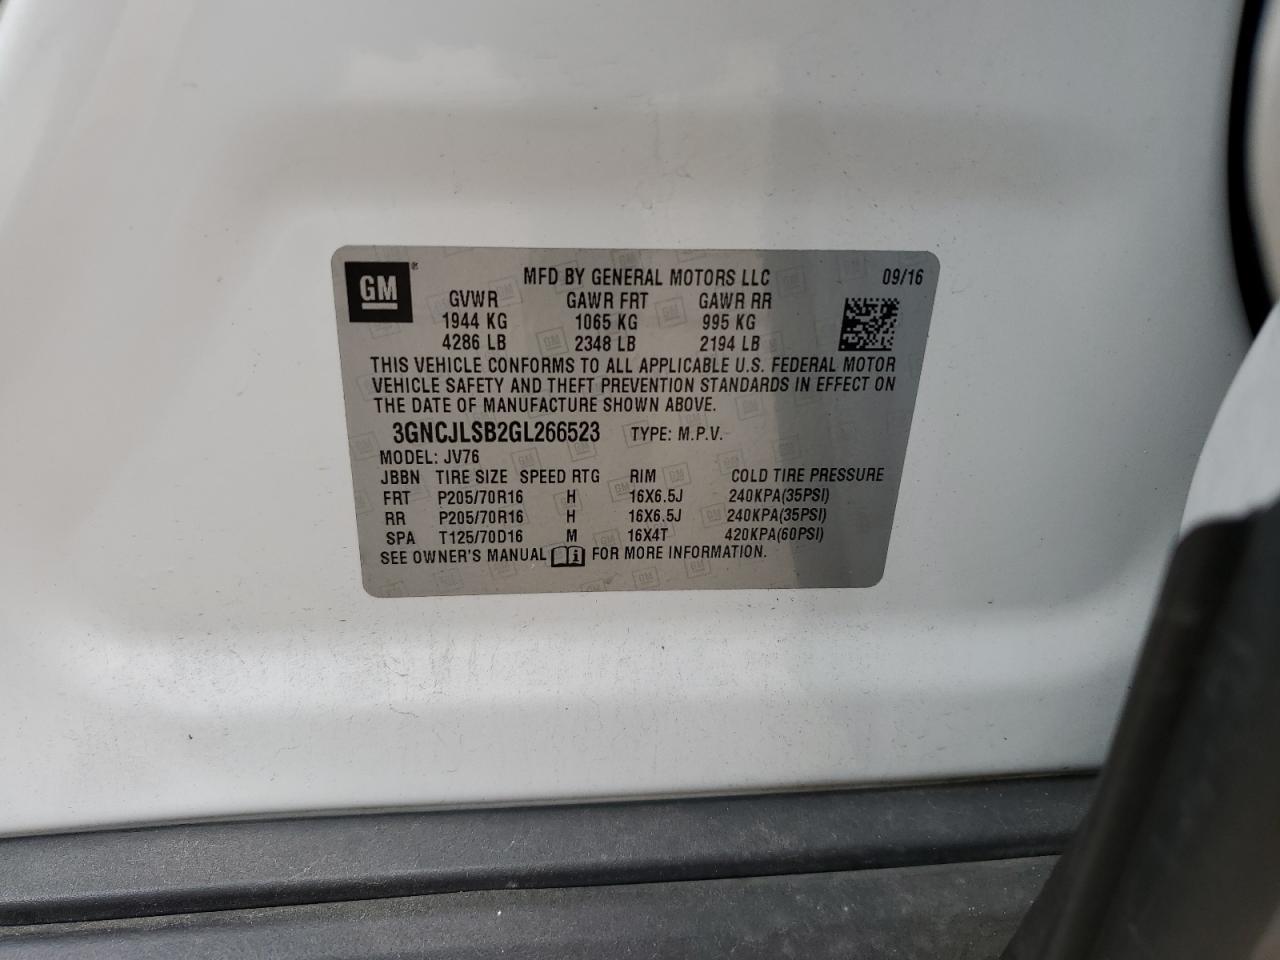 GM
MFD BY GENERAL MOTORS LLC 09/16
GVWR GAWR FRT GAWR RR
1944 KG 1065 KG 995 KG
4286 LB 2348 LB 2194 LB
THIS VEHICLE CONFORMS TO ALL APPLICABLE U.S. FEDERAL MOTOR
VEHICLE SAFETY AND THEFT PREVENTION STANDARDS IN EFFECT ON
THE DATE OF MANUFACTURE SHOWN ABOVE.
3GNCJLSB2GL266523 TYPE: M.P.V.
MODEL: JV76
JBBN TIRE SIZE SPEED RTG RIM COLD TIRE PRESSURE
FRT P205/70R16 H 16X6.5J 240KPA(35PSI)
RR P205/70R16 H 16X6.5J 240KPA(35PSI)
SPA T125/70D16 M 16X4T 420KPA(60PSI)
SEE OWNER'S MANUAL FOR MORE INFORMATION.